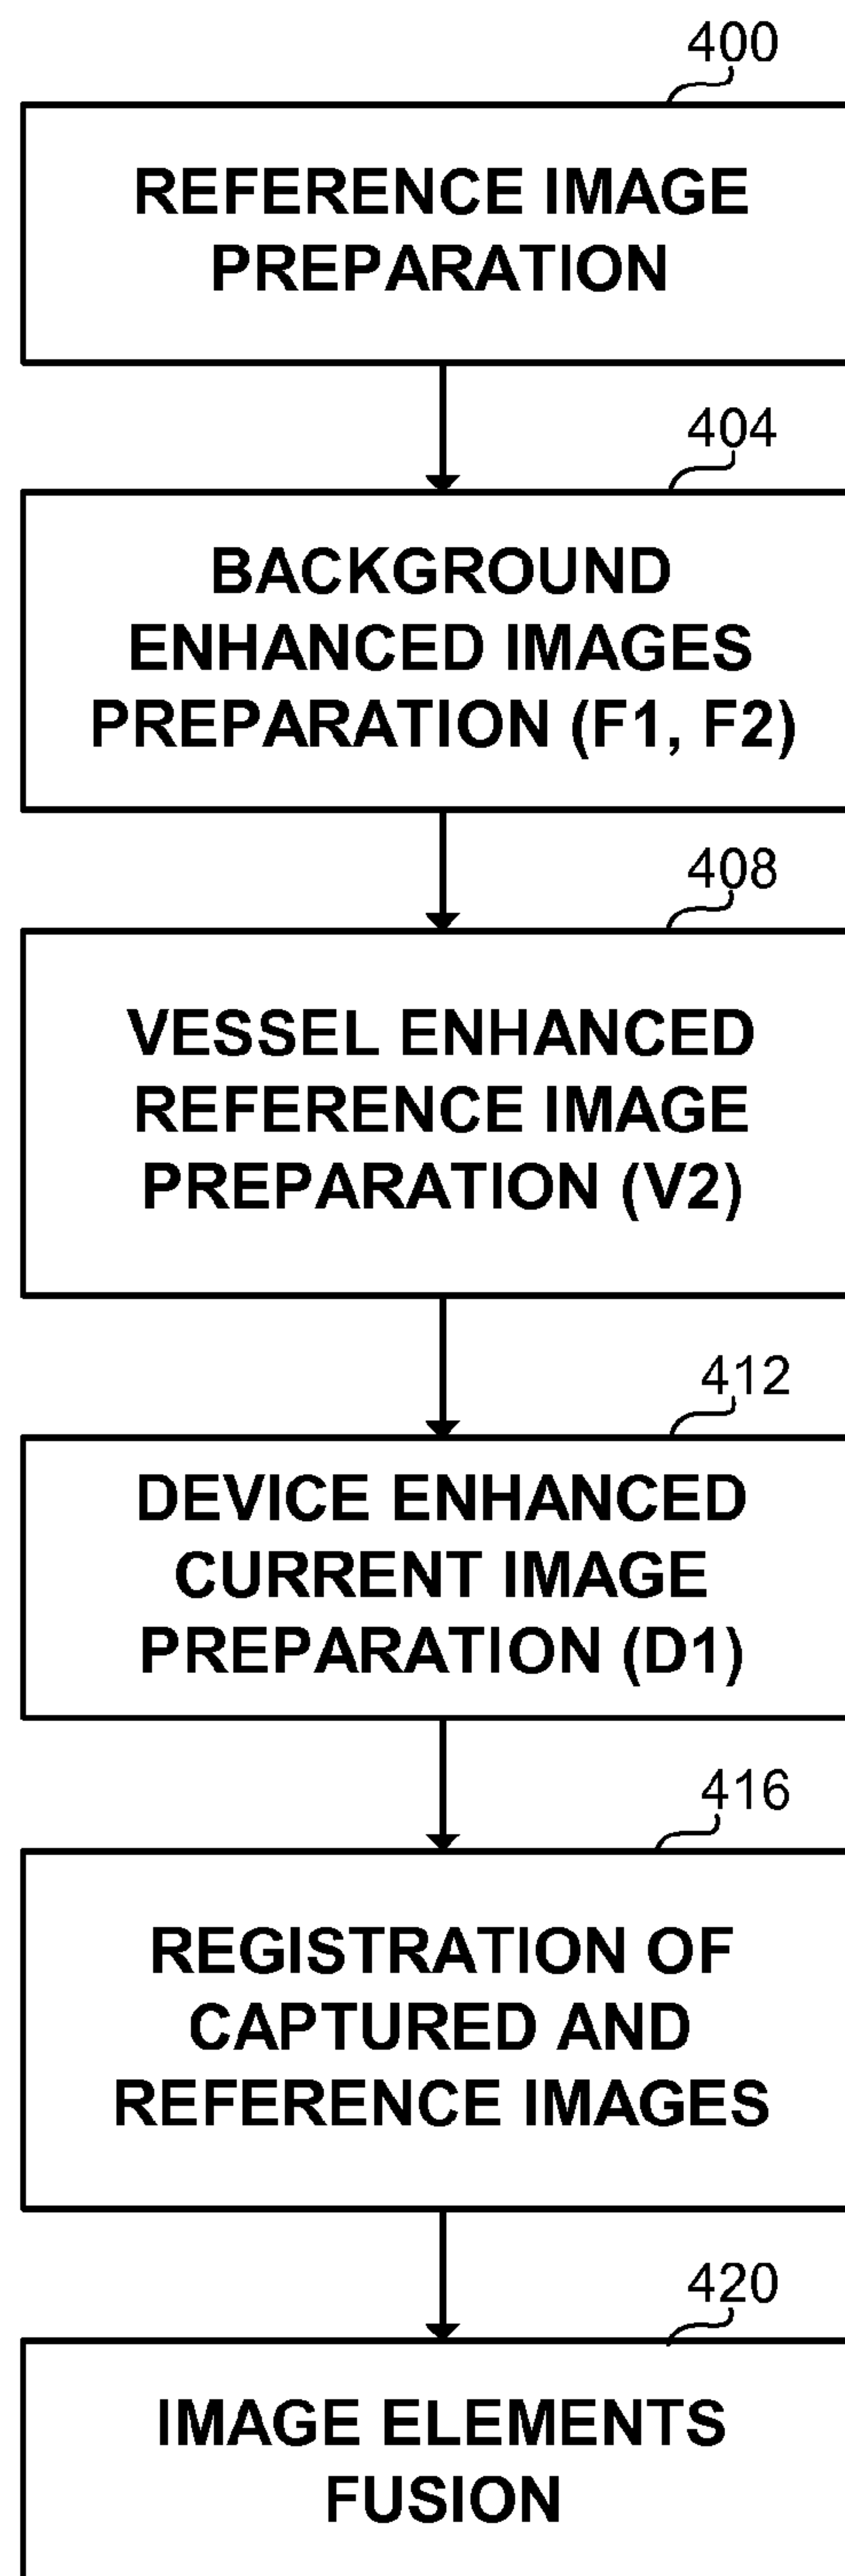 400
REFERENCE IMAGE
PREPARATION
404
BACKGROUND
ENHANCED IMAGES
PREPARATION (F1, F2)
408
VESSEL ENHANCED
REFERENCE IMAGE
PREPARATION (V2)
412
DEVICE ENHANCED
CURRENT IMAGE
PREPARATION (D1)
416
REGISTRATION OF
CAPTURED AND
REFERENCE IMAGES
420
IMAGE ELEMENTS
FUSION